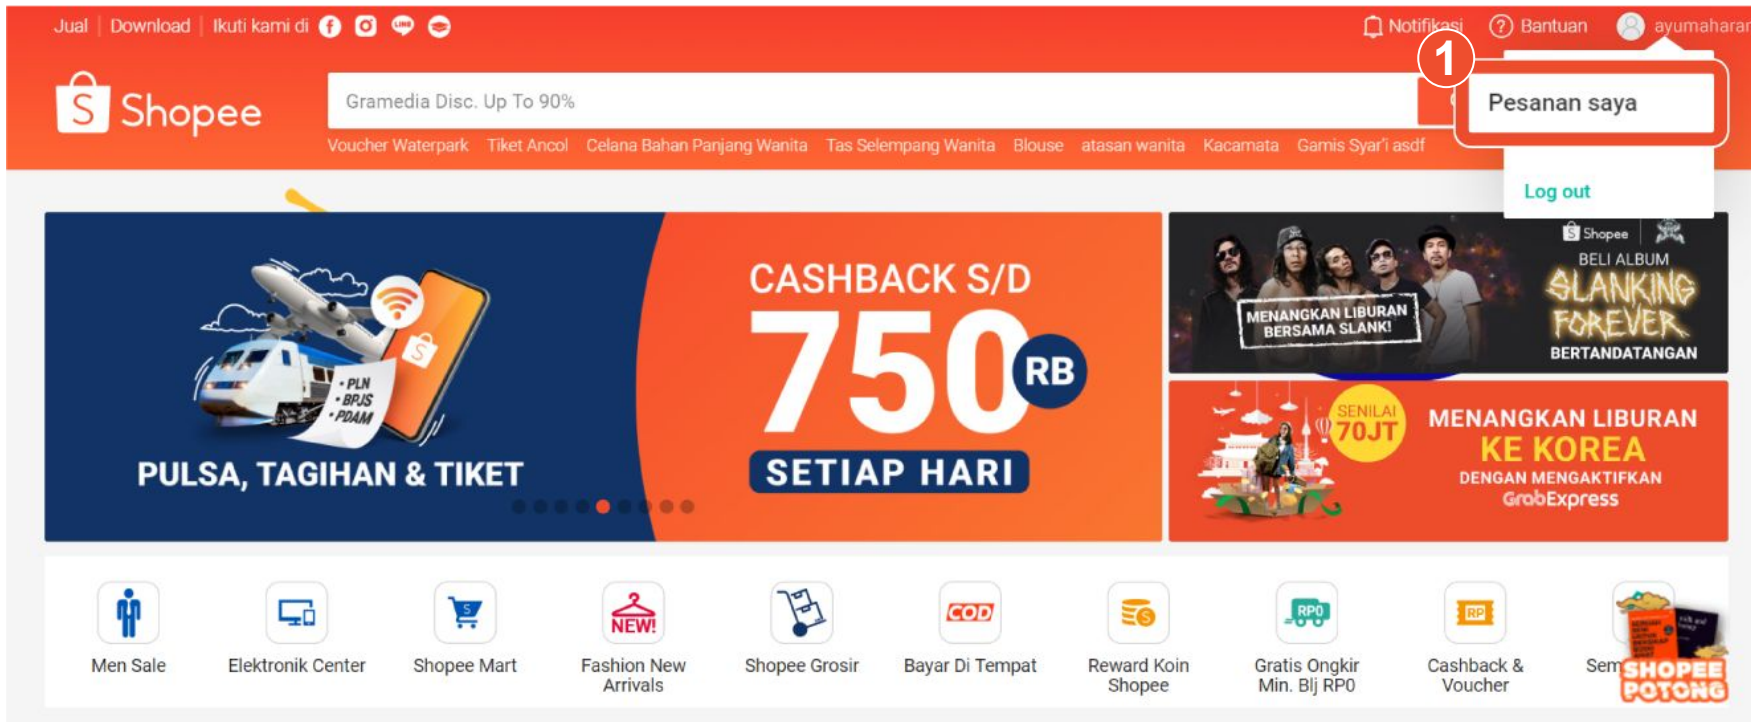 Jual Download Ikuti kami di
LINE
Notifikasi
? Bantuan
1
S Shopee
Gramedia Disc. Up To 90%
Pesanan saya
Voucher Waterpark Tiket Ancol Celana Bahan Panjang Wanita Tas Selempang Wanita Blouse atasan wanita Kacamata Gamis Syar'i asdf
Log out
• PLN
• BPJS
• PDAM
S
PULSA, TAGIHAN & TIKET
CASHBACK S/D
750 RB
SETIAP HARI
S Shopee
BELI ALBUM
SLANKING
FOREVER
BERTANDATANGAN
MENANGKAN LIBURAN
BERSAMA SLANK!
SENILAI
70JT
MENANGKAN LIBURAN
KE KOREA
DENGAN MENGAKTIFKAN
GrabExpress
S
NEW!
COD
S
RP0
RP
Men Sale
Elektronik Center
Shopee Mart
Fashion New
Arrivals
Shopee Grosir
Bayar Di Tempat
Reward Koin
Shopee
Gratis Ongkir
Min. Blj RP0
Cashback &
Voucher
SHOPEE
POTONG